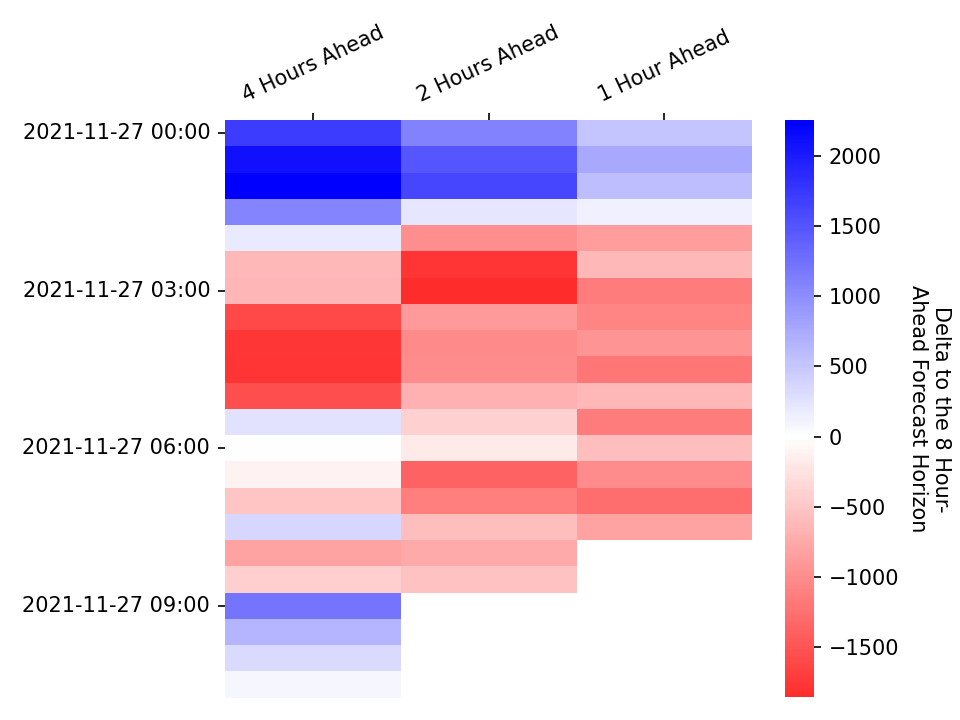 4 Hours Ahead
2 Hours Ahead
1 Hour Ahead
2021-11-27 00:00
2021-11-27 03:00
2021-11-27 06:00
2021-11-27 09:00
2000
1500
1000
500
0
−500
−1000
−1500
Delta to the 8 Hour-
Ahead Forecast Horizon